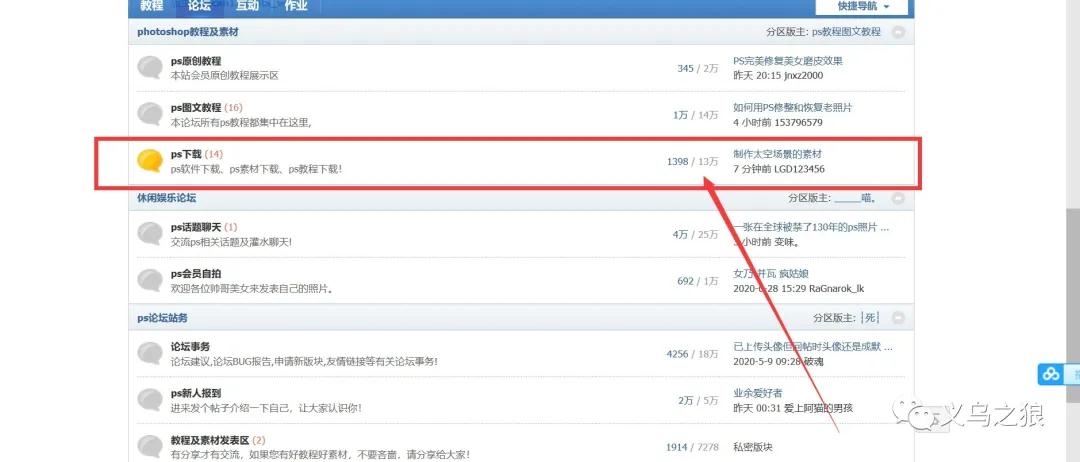 教程 论坛 互动 作业
快捷导航
photoshop教程及素材 分区版主: ps教程图文教程
ps原创教程
本站会员原创教程展示区
345 / 2万
PS完美修复美女磨皮效果
昨天 20:15 jnxz2000
ps图文教程 (16)
本论坛所有ps教程都集中在这里,
1万 / 14万
如何用PS修整和恢复老照片
4 小时前 153796579
ps下载 (14)
ps软件下载、ps素材下载、ps教程下载!
1398 / 13万
制作太空场景的素材
7 分钟前 LGD123456
休闲娱乐论坛 分区版主: _____喵。
ps话题聊天 (1)
交流ps相关话题及灌水聊天!
4万 / 25万
一张在全球被禁了130年的ps照片 ...
小时前 变味。
ps会员自拍
欢迎各位帅哥美女来发表自己的照片。
692 / 1万
女乃 并瓦 疯姑娘
2020-6-28 15:29 RaGnarok_lk
ps论坛站务 分区版主: ┆死┆
论坛事务
论坛建议,论坛BUG报告,申请新版块,友情链接等有关论坛事务!
4256 / 18万
已上传头像但回帖时头像还是成默 ...
2020-5-9 09:28 破魂
ps新人报到
进来发个帖子介绍一下自己，让大家认识你!
2万 / 5万
业余爱好者
昨天 00:31 爱上阿猫的男孩
教程及素材发表区 (2)
有分享才有交流，如果您有好教程好素材，不要吝啬，请分享给大家!
1914 / 7278
私密版块
义乌之狼